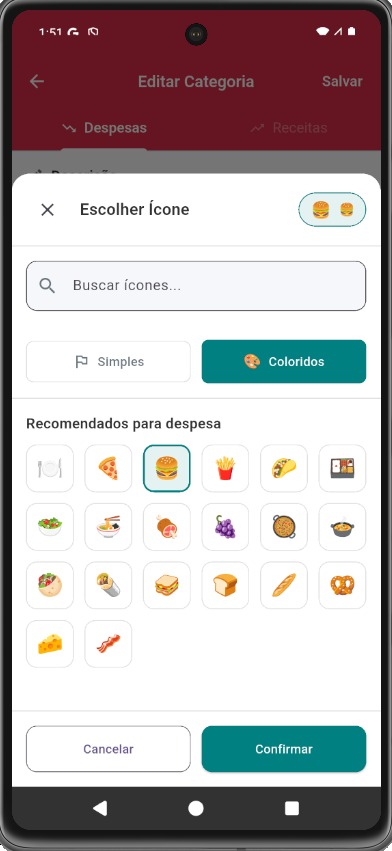 1:51
Editar Categoria
Salvar
Despesas
Receitas
Escolher Ícone
Buscar ícones...
Simples
Coloridos
Recomendados para despesa
Cancelar
Confirmar